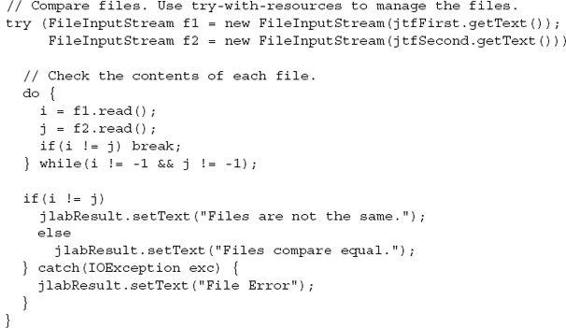 // Compare files. Use try-with-resources to manage the files.
try (FileInputStream f1 = new FileInputStream(jtfFirst.getText());
     FileInputStream f2 = new FileInputStream(jtfSecond.getText()))
  // Check the contents of each file.
  do {
    i = f1.read();
    j = f2.read();
    if(i != j) break;
  } while(i != -1 && j != -1);
  if(i != j)
    jlabResult.setText("Files are not the same.");
    else
      jlabResult.setText("Files compare equal.");
  } catch(IOException exc) {
    jlabResult.setText("File Error");
  }
}